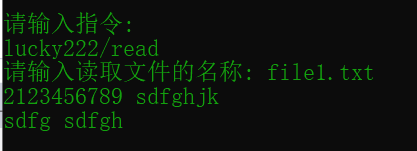 请输入指令:
lucky222/read
请输入读取文件的名称: file1.txt
2123456789 sdfghjk
sdfg sdfgh